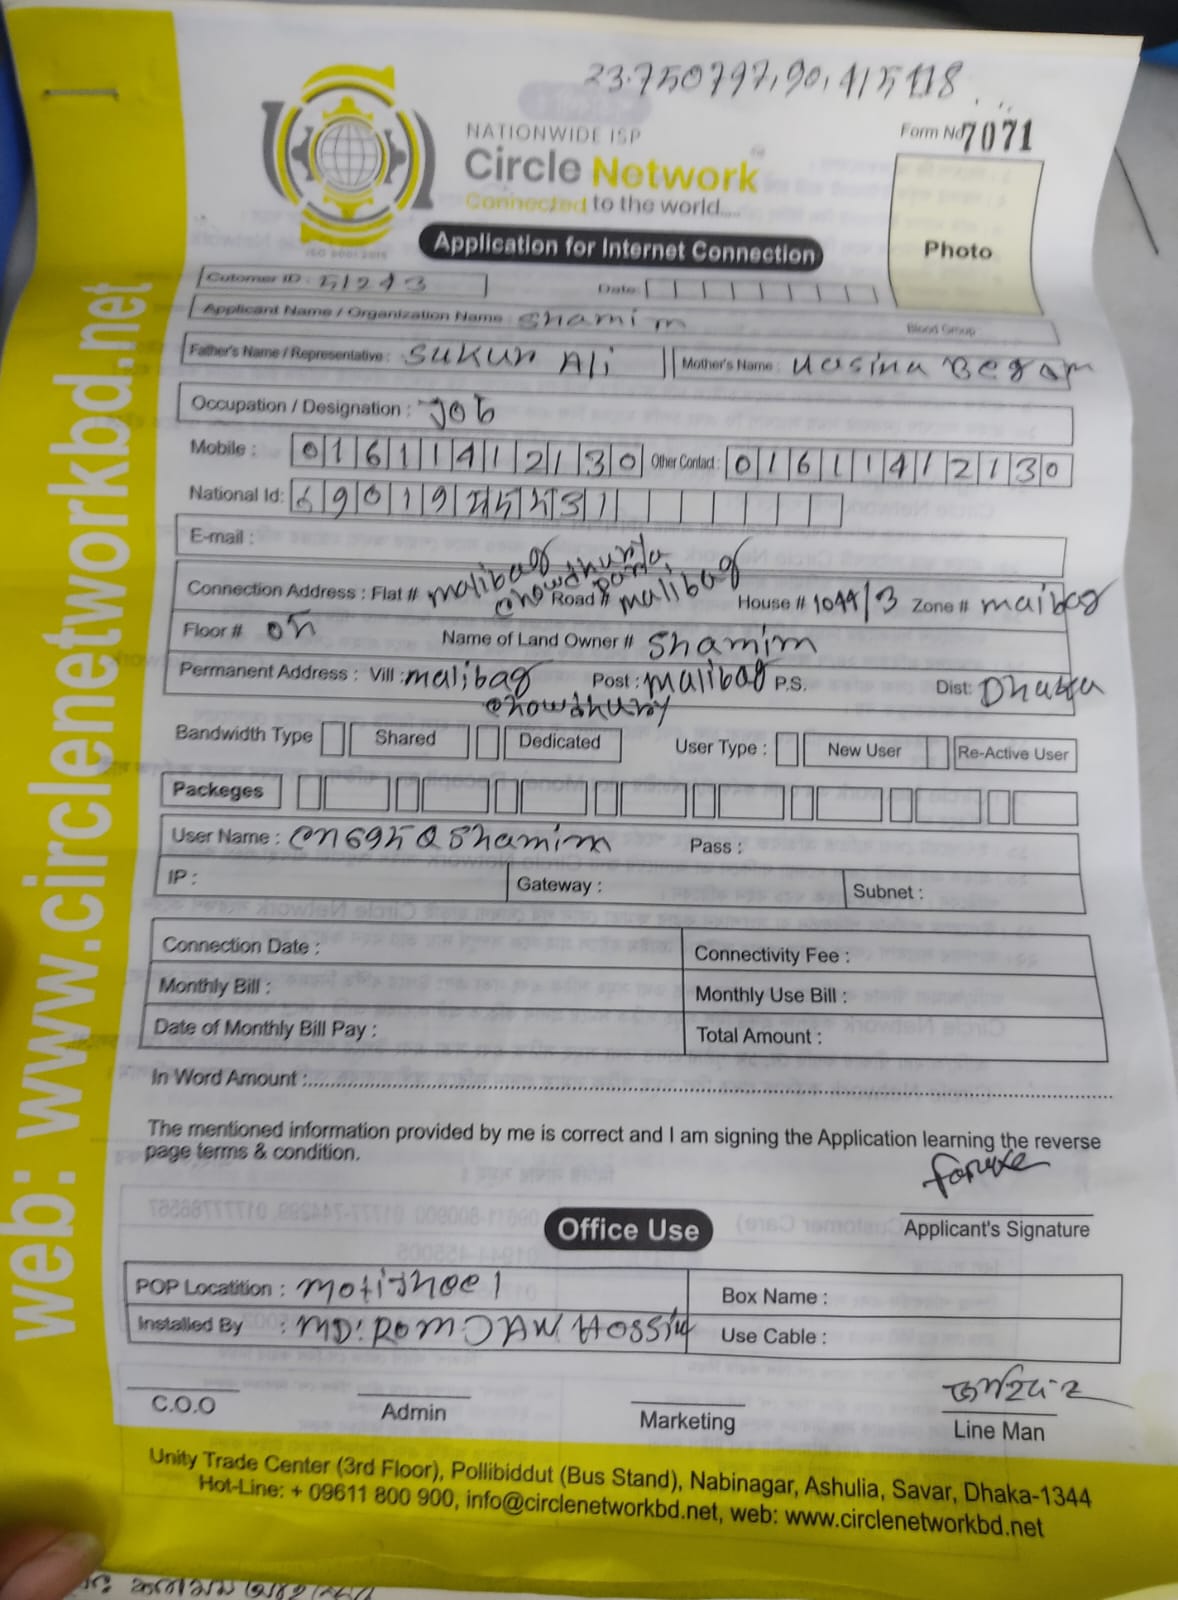 23.750797,90.415118
NATIONWIDE ISP
Circle Network
Connected to the world....
Form No 7071
Photo
Application for Internet Connection
Cutomer ID : 51243
Date
Applicant Name / Organization Name : Shamim
Blood Group
Father's Name / Representative : Sukur Ali
Mother's Name : Begom
Occupation / Designation : Job
Mobile : 01611412130 Other Contact : 01611412130
National Id: 6901955531
E-mail :
Connection Address : Flat # malibag chowdhury para Road # malibag House # 1044/3 Zone # maibag
Floor # 05 Name of Land Owner # Shamim
Permanent Address : Vill : malibag chowdhury Post : malibag P.S. Dist: Dhaka
Bandwidth Type Shared Dedicated User Type : New User Re-Active User
Packeges
User Name : Pass :
IP : Gateway : Subnet :
Connection Date : Connectivity Fee :
Monthly Bill : Monthly Use Bill :
Date of Monthly Bill Pay : Total Amount :
In Word Amount :
The mentioned information provided by me is correct and I am signing the Application learning the reverse
page terms & condition.
Applicant's Signature
Office Use
POP Locatition : motijheel Box Name :
Installed By : MD: ROMJAN HOSSIN Use Cable :
C.O.O Admin Marketing Line Man
Unity Trade Center (3rd Floor), Pollibiddut (Bus Stand), Nabinagar, Ashulia, Savar, Dhaka-1344
Hot-Line: + 09611 800 900, info@circlenetworkbd.net, web: www.circlenetworkbd.net
web: www.circlenetworkbd.net